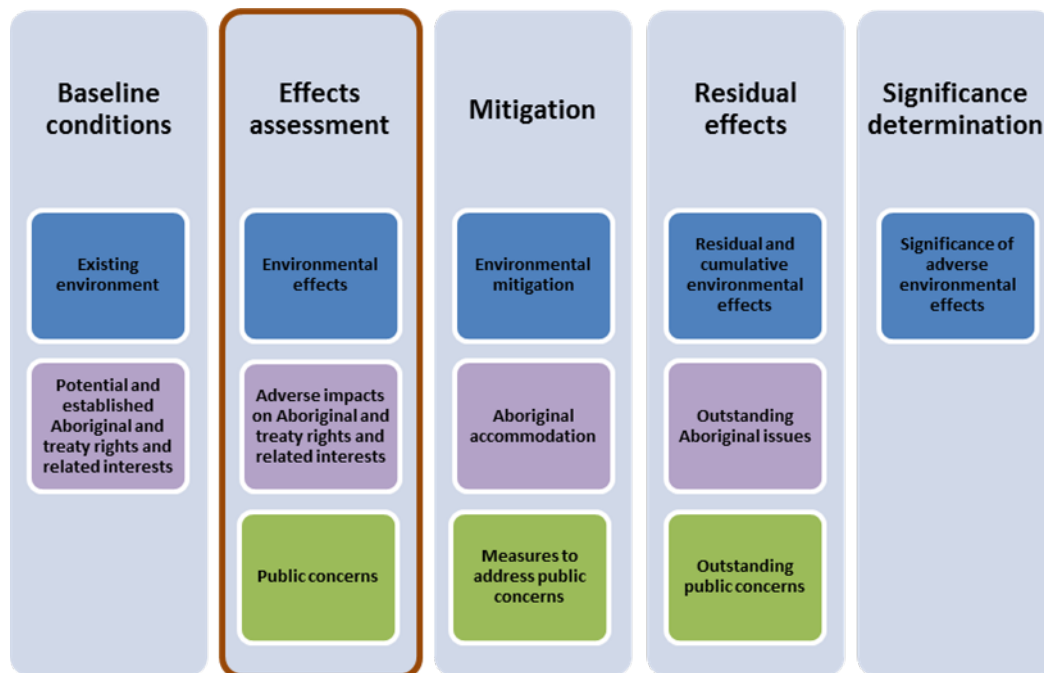 Baseline
conditions
Existing
environment
Potential and
established
Aboriginal and
treaty rights and
related interests
Effects
assessment
Environmental
effects
Adverse impacts
on Aboriginal and
treaty rights and
related interests
Public concerns
Mitigation
Environmental
mitigation
Aboriginal
accommodation
Measures to
address public
concerns
Residual
effects
Residual and
cumulative
environmental
effects
Outstanding
Aboriginal issues
Outstanding
public concerns
Significance
determination
Significance of
adverse
environmental
effects